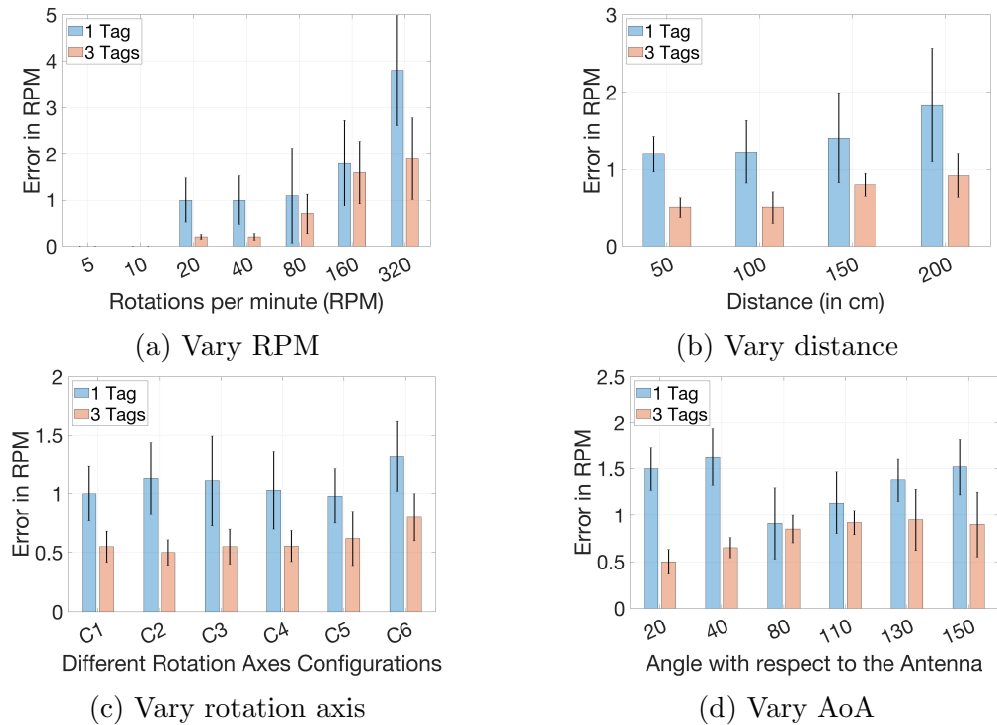 5
4
3
2
1
0
Error in RPM
1 Tag
3 Tags
5 10 20 40 80 160 320
Rotations per minute (RPM)
(a) Vary RPM
3
2
1
0
Error in RPM
1 Tag
3 Tags
50 100 150 200
Distance (in cm)
(b) Vary distance
2
1.5
1
0.5
0
Error in RPM
1 Tag
3 Tags
C1 C2 C3 C4 C5 C6
Different Rotation Axes Configurations
(c) Vary rotation axis
2.5
2
1.5
1
0.5
0
Error in RPM
1 Tag
3 Tags
20 40 80 110 130 150
Angle with respect to the Antenna
(d) Vary AoA